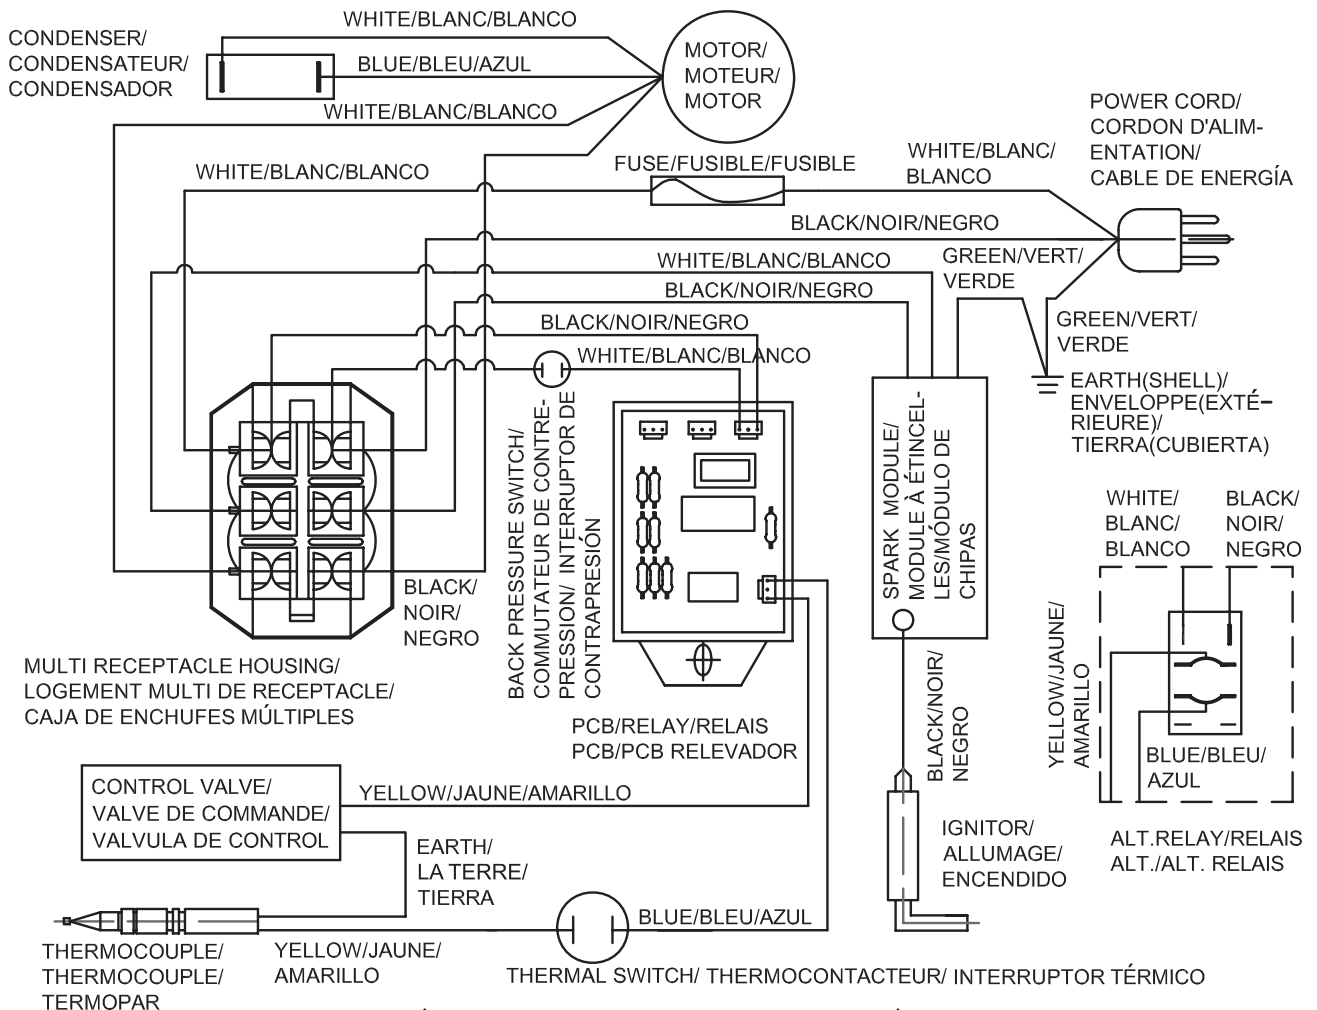 CONDENSER/
CONDENSATEUR/
CONDENSADOR
WHITE/BLANC/BLANCO
BLUE/BLEU/AZUL
WHITE/BLANC/BLANCO
MOTOR/
MOTEUR/
MOTOR
POWER CORD/
CORDON D'ALIM-
ENTATION/
CABLE DE ENERGÍA
WHITE/BLANC/BLANCO
FUSE/FUSIBLE/FUSIBLE
WHITE/BLANC/
BLANCO
BLACK/NOIR/NEGRO
WHITE/BLANC/BLANCO
GREEN/VERT/
VERDE
BLACK/NOIR/NEGRO
BLACK/NOIR/NEGRO
GREEN/VERT/
VERDE
WHITE/BLANC/BLANCO
EARTH(SHELL)/
ENVELOPPE(EXTÉ-
RIEURE)/
TIERRA(CUBIERTA)
BACK PRESSURE SWITCH/
COMMUTATEUR DE CONTRE-
PRESSION/ INTERRUPTOR DE
CONTRAPRESIÓN
SPARK MODULE/
MODULE À ÉTINCEL-
LES/MÓDULO DE
CHIPAS
WHITE/
BLANC/
BLANCO
BLACK/
NOIR/
NEGRO
BLACK/
NOIR/
NEGRO
MULTI RECEPTACLE HOUSING/
LOGEMENT MULTI DE RECEPTACLE/
CAJA DE ENCHUFES MÚLTIPLES
PCB/RELAY/RELAIS
PCB/PCB RELEVADOR
BLACK/NOIR/
NEGRO
YELLOW/JAUNE/
AMARILLO
BLUE/BLEU/
AZUL
CONTROL VALVE/
VALVE DE COMMANDE/
VALVULA DE CONTROL
YELLOW/JAUNE/AMARILLO
EARTH/
LA TERRE/
TIERRA
IGNITOR/
ALLUMAGE/
ENCENDIDO
ALT.RELAY/RELAIS
ALT./ALT. RELAIS
BLUE/BLEU/AZUL
THERMOCOUPLE/
THERMOCOUPLE/
TERMOPAR
YELLOW/JAUNE/
AMARILLO
THERMAL SWITCH/ THERMOCONTACTEUR/ INTERRUPTOR TÉRMICO